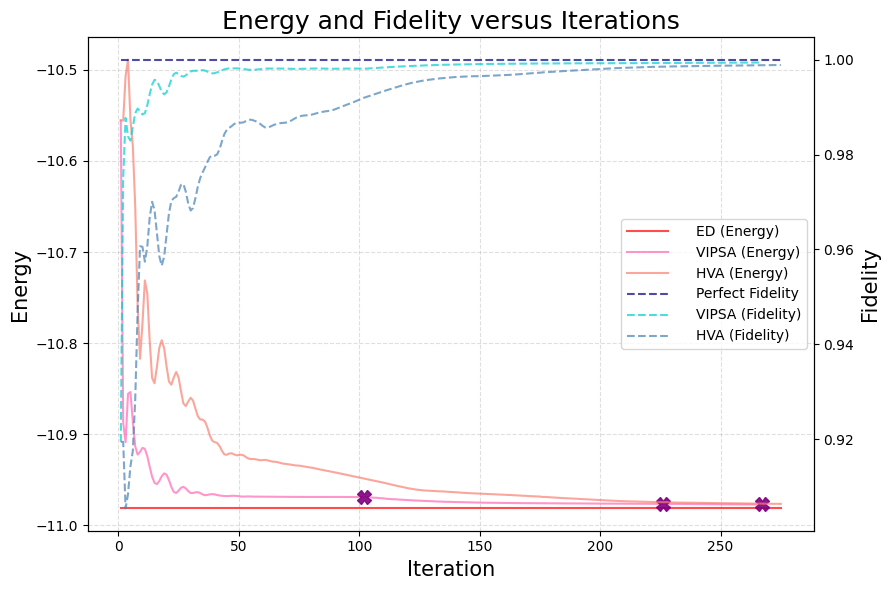 Energy and Fidelity versus Iterations
Energy
−10.5
−10.6
−10.7
−10.8
−10.9
−11.0
1.00
0.98
0.96
0.94
0.92
Fidelity
ED (Energy)
VIPSA (Energy)
HVA (Energy)
Perfect Fidelity
VIPSA (Fidelity)
HVA (Fidelity)
0 50 100 150 200 250
Iteration